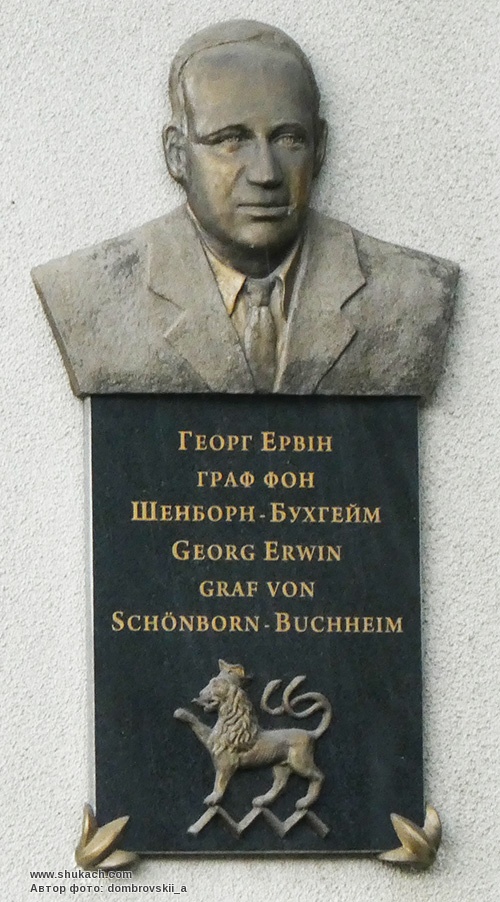 Георг Ервін
граф фон
Шенборн-Бухгейм
Georg Erwin
graf von
Schönborn-Buchheim
www.shukach.com
Автор фото: dombrovskii_a